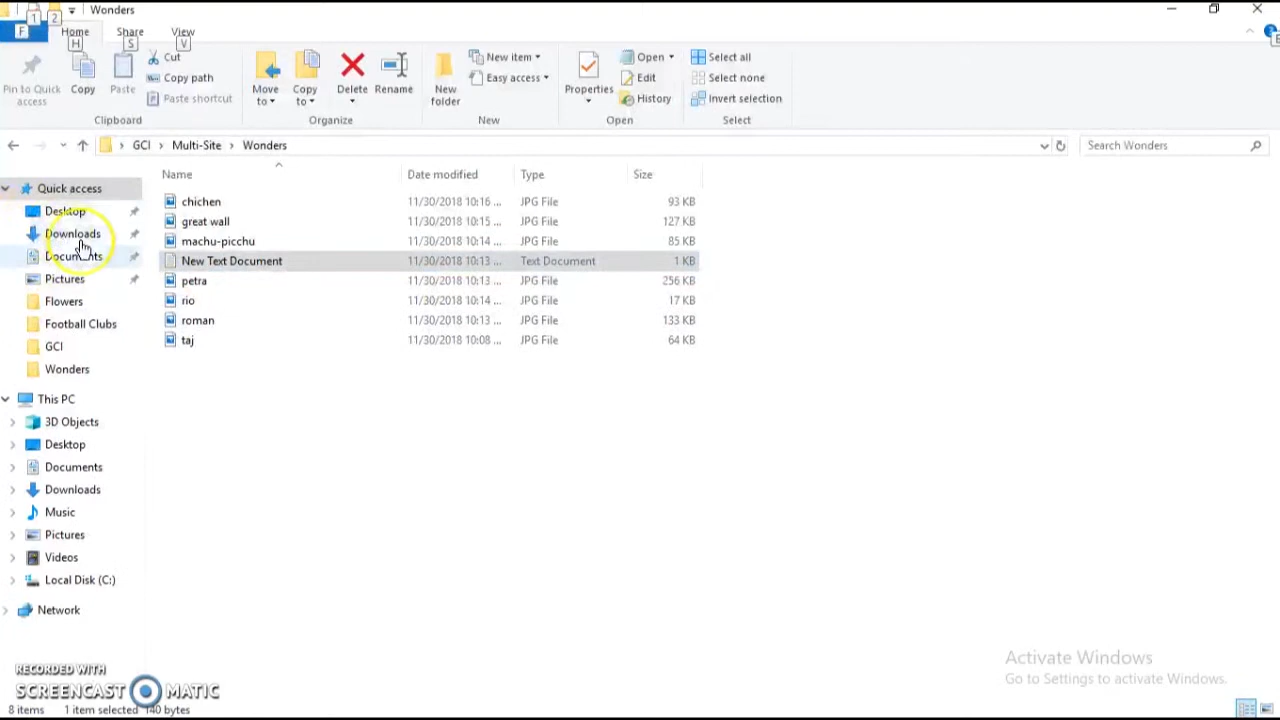 1 2 Wonders
F Home Share View
H S V
Pin to Quick access
Copy
Paste
Cut
Copy path
Paste shortcut
Clipboard
Move to
Copy to
Delete
Rename
Organize
New folder
New item
Easy access
New
Properties
Open
Edit
History
Open
Select all
Select none
Invert selection
Select
GCI > Multi-Site > Wonders
Search Wonders
Quick access
Desktop
Downloads
Documents
Pictures
Flowers
Football Clubs
GCI
Wonders
This PC
3D Objects
Desktop
Documents
Downloads
Music
Pictures
Videos
Local Disk (C:)
Network
Name Date modified Type Size
chichen 11/30/2018 10:16 ... JPG File 93 KB
great wall 11/30/2018 10:15 ... JPG File 127 KB
machu-picchu 11/30/2018 10:14 ... JPG File 85 KB
New Text Document 11/30/2018 10:13 ... Text Document 1 KB
petra 11/30/2018 10:13 ... JPG File 256 KB
rio 11/30/2018 10:14 ... JPG File 17 KB
roman 11/30/2018 10:13 ... JPG File 133 KB
taj 11/30/2018 10:08 ... JPG File 64 KB
Activate Windows
Go to Settings to activate Windows.
RECORDED WITH
SCREENCAST MATIC
8 items 1 item selected 140 bytes